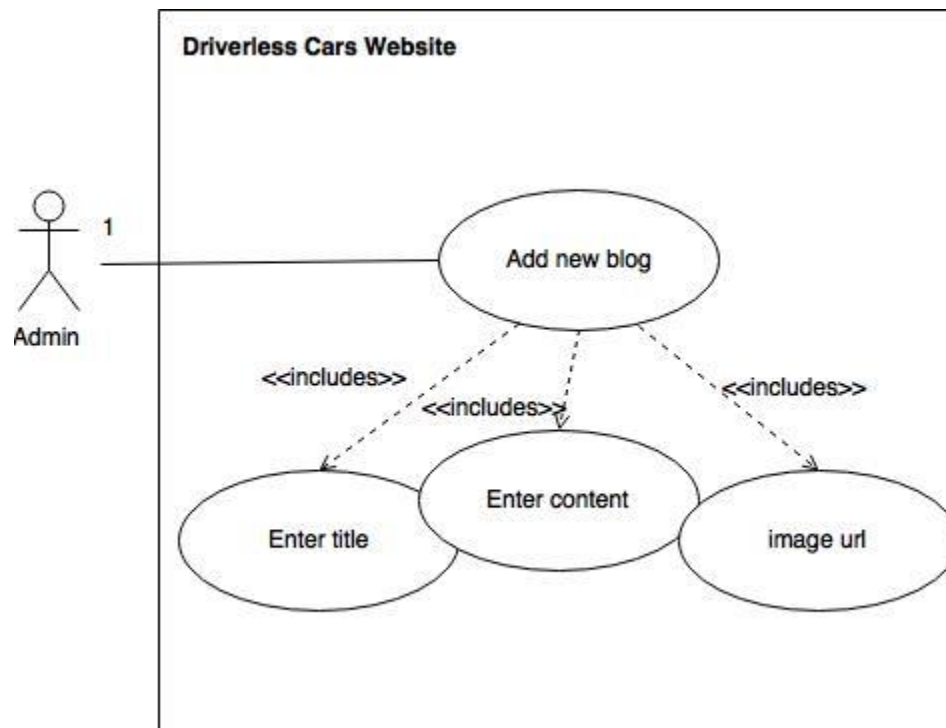 Driverless Cars Website
1
Add new blog
Admin
<<includes>>
<<includes>>
<<includes>>
Enter title
Enter content
image url